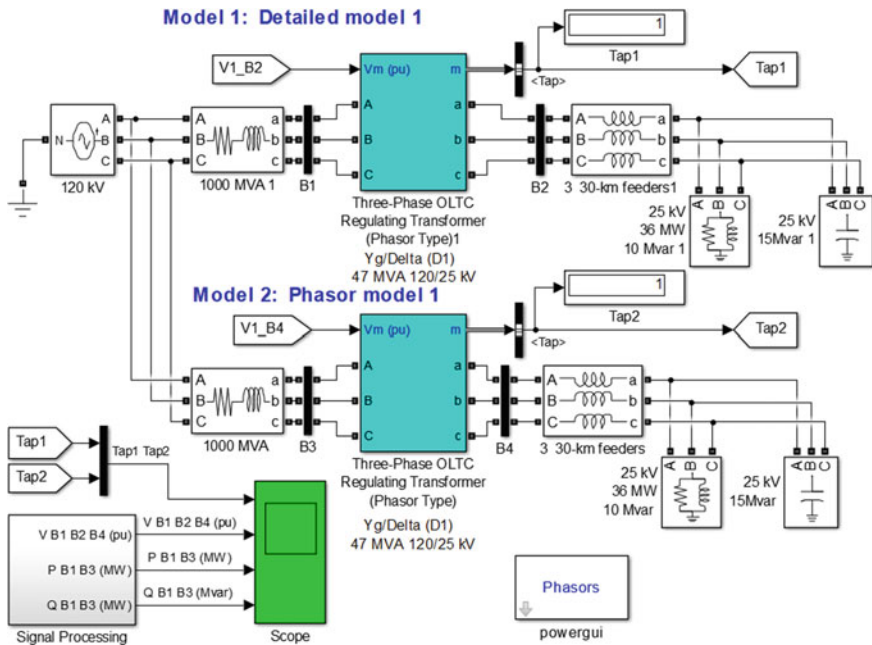 Model 1: Detailed model 1
V1_B2
Vm (pu)
m
1
Tap1
<Tap>
Tap1
N
A
B
C
120 kV
A
B
C
a
b
c
1000 MVA 1
B1
A
B
C
a
b
c
B2
A
B
C
a
b
c
3 30-km feeders1
Three-Phase OLTC
Regulating Transformer
(Phasor Type)1
Yg/Delta (D1)
47 MVA 120/25 kV
A B C
25 kV
36 MW
10 Mvar 1
A B C
25 kV
15Mvar 1
Model 2: Phasor model 1
V1_B4
Vm (pu)
m
1
Tap2
<Tap>
Tap2
A
B
C
a
b
c
1000 MVA
B3
A
B
C
a
b
c
B4
A
B
C
a
b
c
3 30-km feeders
Three-Phase OLTC
Regulating Transformer
(Phasor Type)
Yg/Delta (D1)
47 MVA 120/25 kV
A B C
25 kV
36 MW
10 Mvar
A B C
25 kV
15Mvar
Tap1
Tap2
Tap1 Tap2
V B1 B2 B4 (pu)
P B1 B3 (MW)
Q B1 B3 (MW)
Signal Processing
V B1 B2 B4 (pu)
P B1 B3 (MW)
Q B1 B3 (Mvar)
Scope
Phasors
powergui